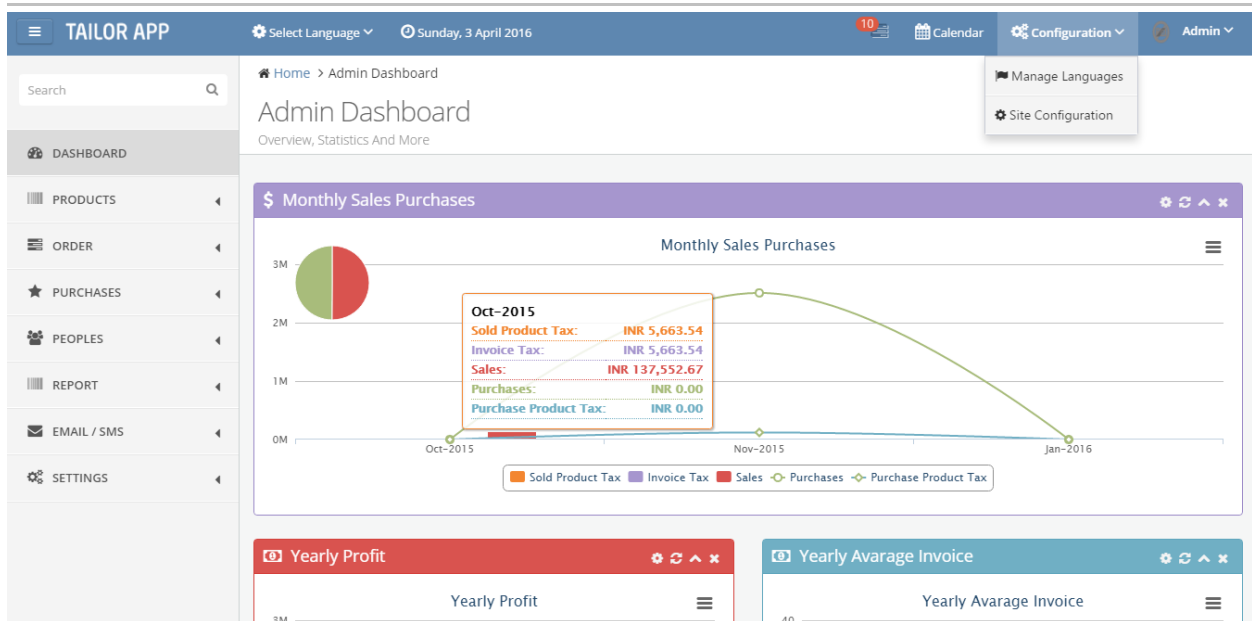 TAILOR APP
Select Language
Sunday, 3 April 2016
10
Calendar
Configuration
Admin
Search
Home > Admin Dashboard
Manage Languages
Admin Dashboard
Site Configuration
Overview, Statistics And More
DASHBOARD
PRODUCTS
ORDER
PURCHASES
PEOPLES
REPORT
EMAIL / SMS
SETTINGS
$ Monthly Sales Purchases
Monthly Sales Purchases
3M
2M
1M
0M
Oct-2015
Sold Product Tax: INR 5,663.54
Invoice Tax: INR 5,663.54
Sales: INR 137,552.67
Purchases: INR 0.00
Purchase Product Tax: INR 0.00
Oct-2015 Nov-2015 Jan-2016
Sold Product Tax Invoice Tax Sales Purchases Purchase Product Tax
Yearly Profit
Yearly Profit
3M
Yearly Avarage Invoice
Yearly Avarage Invoice
40